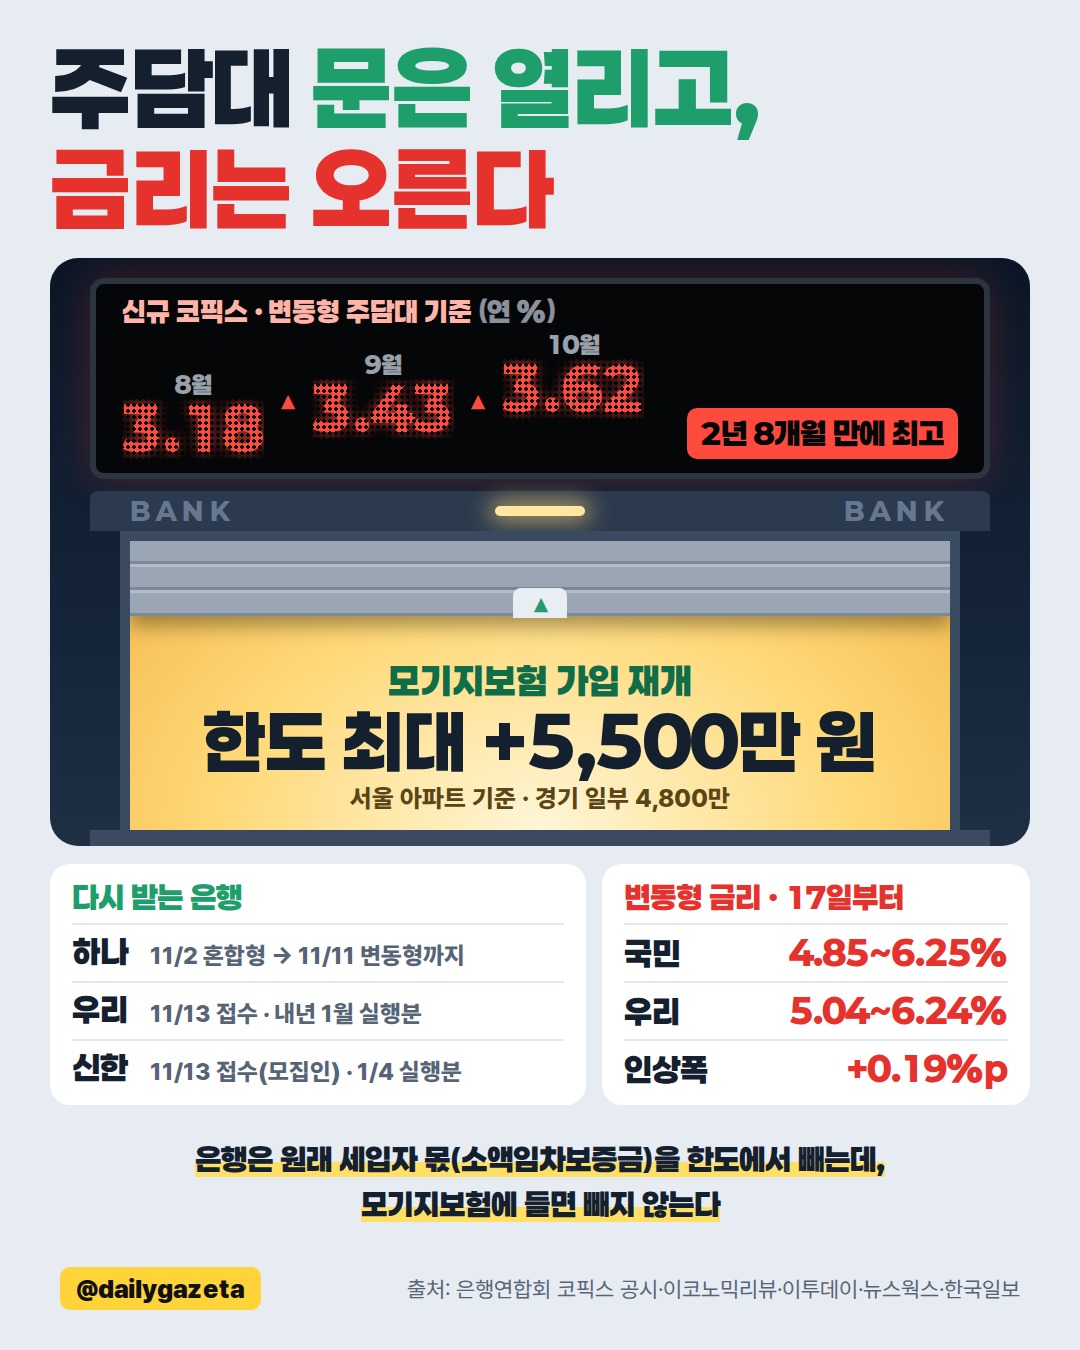 주담대 문은 열리고,
금리는 오른다
신규 코픽스 · 변동형 주담대 기준 (연 %)
8월
3.18
▲
9월
3.43
▲
10월
3.62
2년 8개월 만에 최고
BANK
BANK
▲
모기지보험 가입 재개
한도 최대 +5,500만 원
서울 아파트 기준 · 경기 일부 4,800만
다시 받는 은행
하나 11/2 혼합형 → 11/11 변동형까지
우리 11/13 접수 · 내년 1월 실행분
신한 11/13 접수(모집인) · 1/4 실행분
변동형 금리 · 17일부터
국민 4.85~6.25%
우리 5.04~6.24%
인상폭 +0.19%p
은행은 원래 세입자 몫(소액임차보증금)을 한도에서 빼는데,
모기지보험에 들면 빼지 않는다
@dailygazeta
출처: 은행연합회 코픽스 공시·이코노믹리뷰·이투데이·뉴스웍스·한국일보